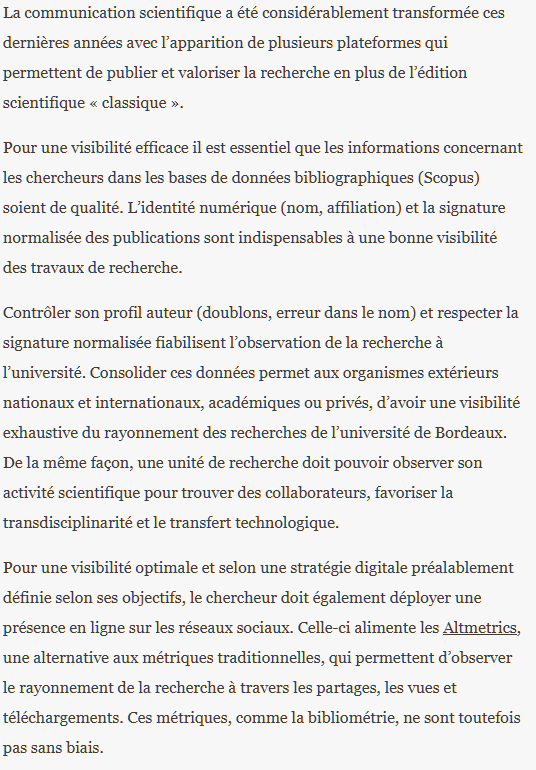 La communication scientifique a été considérablement transformée ces
dernières années avec l’apparition de plusieurs plateformes qui
permettent de publier et valoriser la recherche en plus de l’édition
scientifique « classique ».
Pour une visibilité efficace il est essentiel que les informations concernant
les chercheurs dans les bases de données bibliographiques (Scopus)
soient de qualité. L’identité numérique (nom, affiliation) et la signature
normalisée des publications sont indispensables à une bonne visibilité
des travaux de recherche.
Contrôler son profil auteur (doublons, erreur dans le nom) et respecter la
signature normalisée fiabilisent l’observation de la recherche à
l’université. Consolider ces données permet aux organismes extérieurs
nationaux et internationaux, académiques ou privés, d’avoir une visibilité
exhaustive du rayonnement des recherches de l’université de Bordeaux.
De la même façon, une unité de recherche doit pouvoir observer son
activité scientifique pour trouver des collaborateurs, favoriser la
transdisciplinarité et le transfert technologique.
Pour une visibilité optimale et selon une stratégie digitale préalablement
définie selon ses objectifs, le chercheur doit également déployer une
présence en ligne sur les réseaux sociaux. Celle-ci alimente les Altmetrics,
une alternative aux métriques traditionnelles, qui permettent d’observer
le rayonnement de la recherche à travers les partages, les vues et
téléchargements. Ces métriques, comme la bibliométrie, ne sont toutefois
pas sans biais.